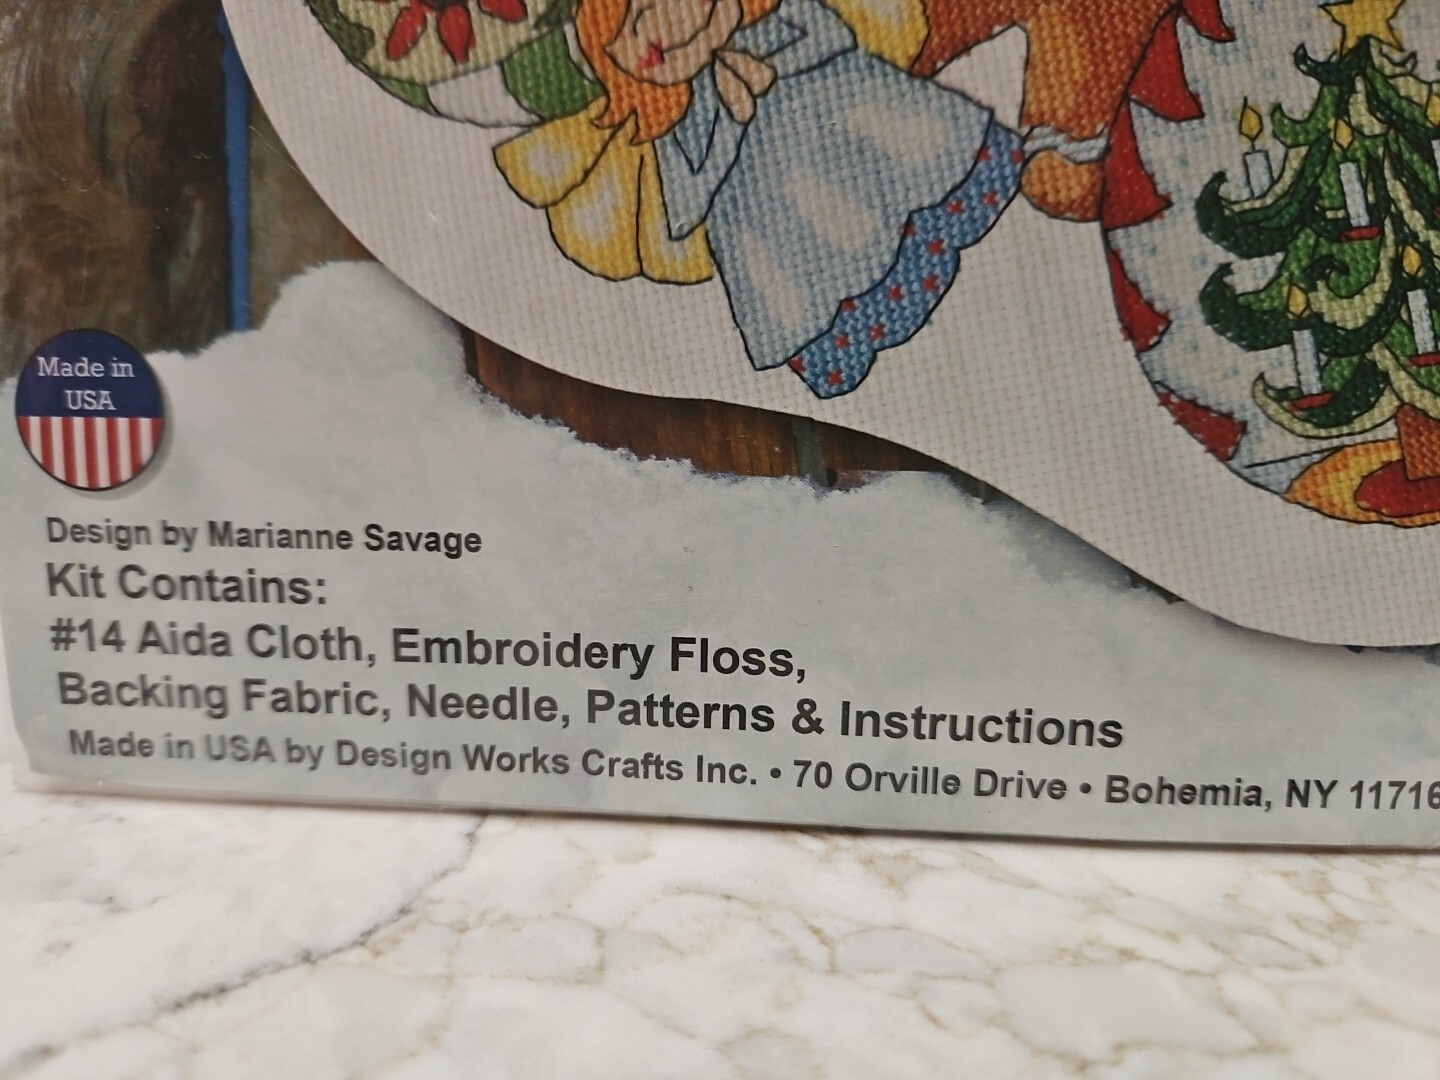 Made in
USA
Design by Marianne Savage
Kit Contains:
#14 Aida Cloth, Embroidery Floss,
Backing Fabric, Needle, Patterns & Instructions
Made in USA by Design Works Crafts Inc. • 70 Orville Drive • Bohemia, NY 11716